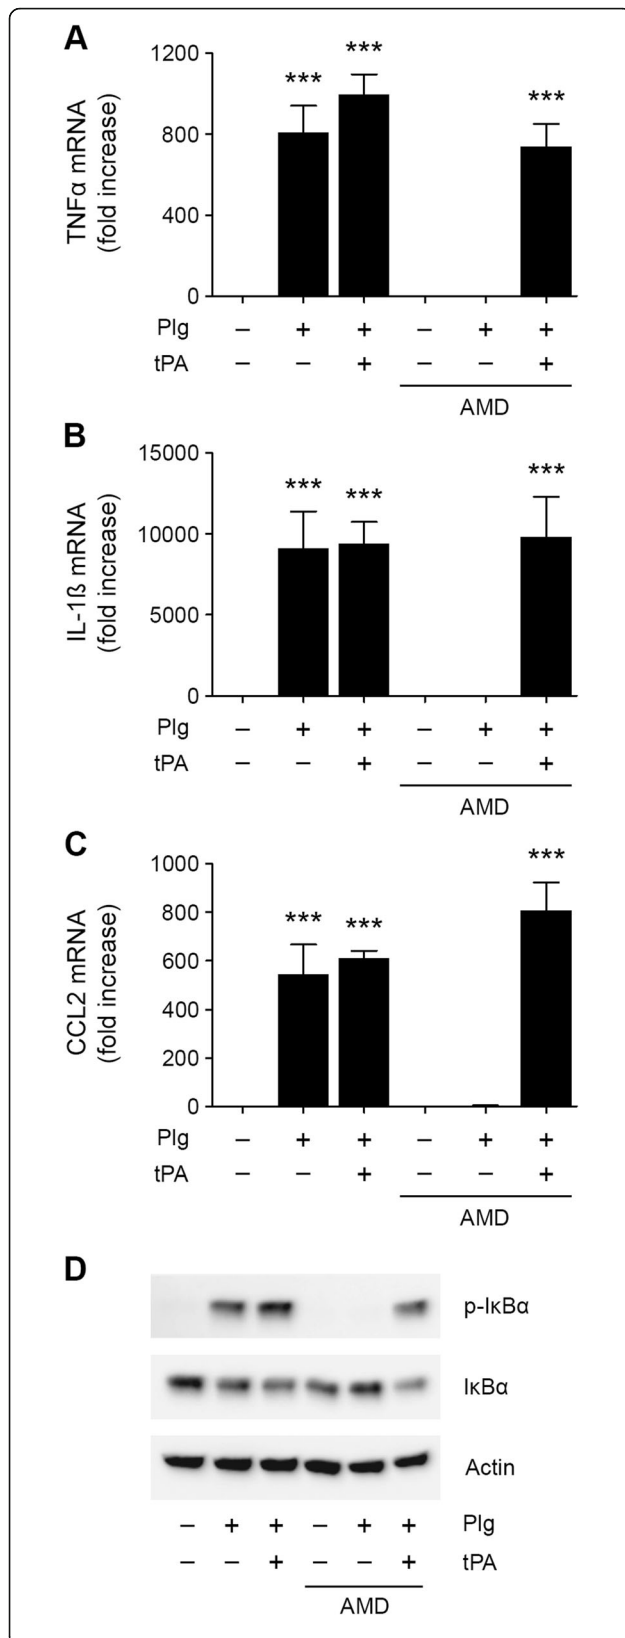 A
TNFα mRNA
(fold increase)
1200
800
400
0
*** *** ***
Plg – + + – + +
tPA – – + – – +
AMD
B
IL-1ß mRNA
(fold increase)
15000
10000
5000
0
*** *** ***
Plg – + + – + +
tPA – – + – – +
AMD
C
CCL2 mRNA
(fold increase)
1000
800
600
400
200
0
*** *** ***
Plg – + + – + +
tPA – – + – – +
AMD
D
p-IκBα
IκBα
Actin
– + + – + + Plg
– – + – – + tPA
AMD